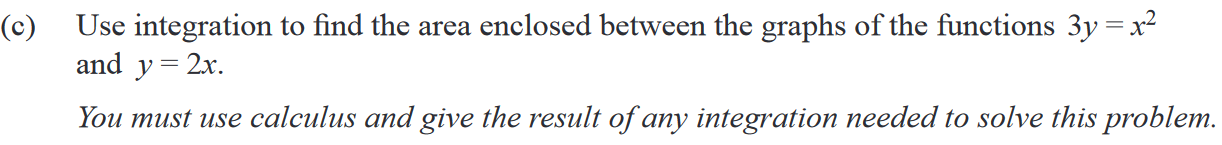 (c) Use integration to find the area enclosed between the graphs of the functions 3y = x²
and y = 2x.
You must use calculus and give the result of any integration needed to solve this problem.